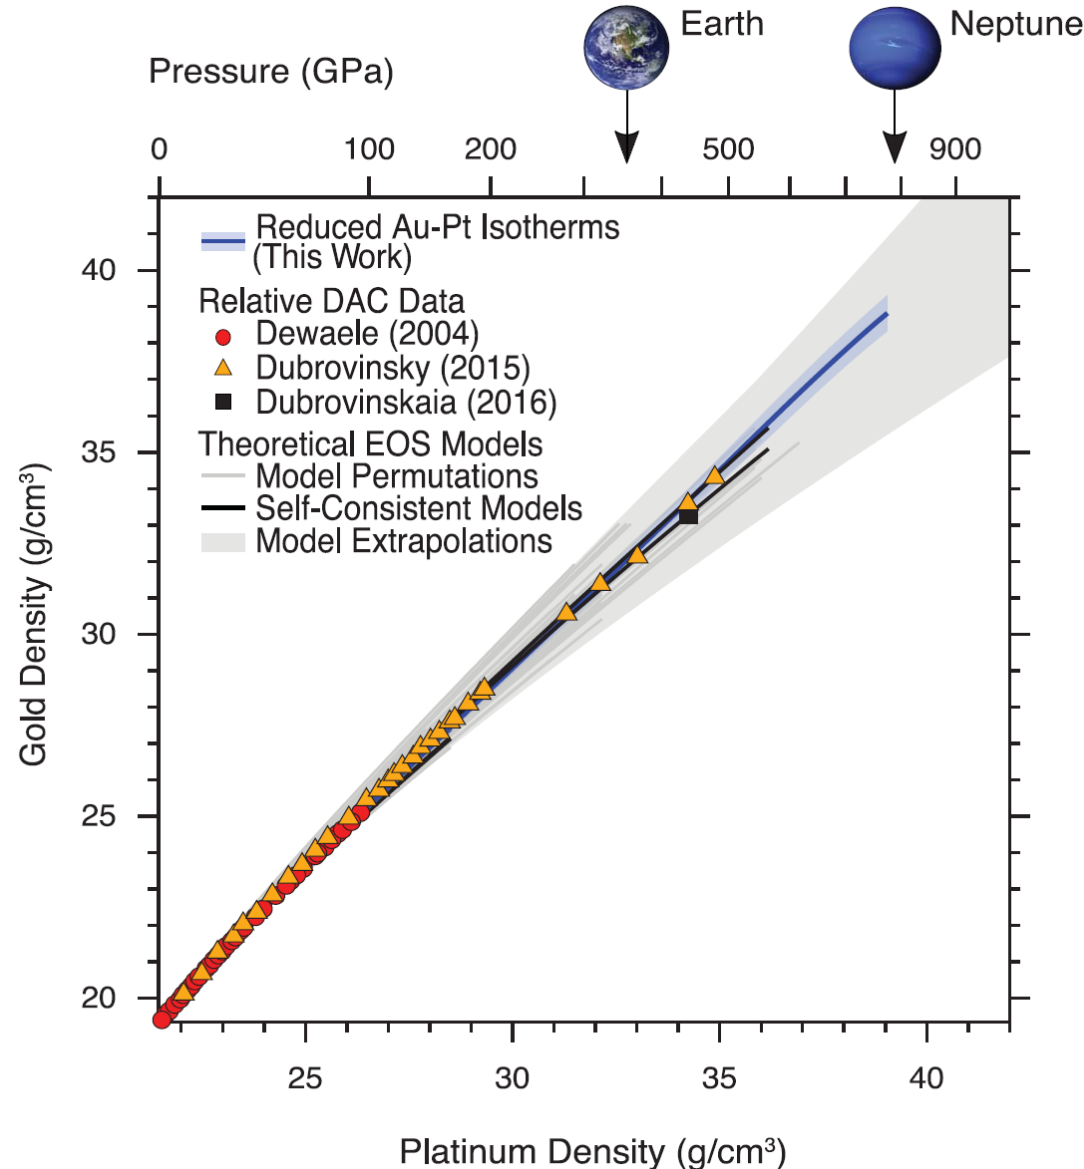 Earth
Neptune
Pressure (GPa)
0 100 200 500 900
Reduced Au-Pt Isotherms
(This Work)
Relative DAC Data
Dewaele (2004)
Dubrovinsky (2015)
Dubrovinskaia (2016)
Theoretical EOS Models
Model Permutations
Self-Consistent Models
Model Extrapolations
Gold Density (g/cm³)
40
35
30
25
20
25 30 35 40
Platinum Density (g/cm³)